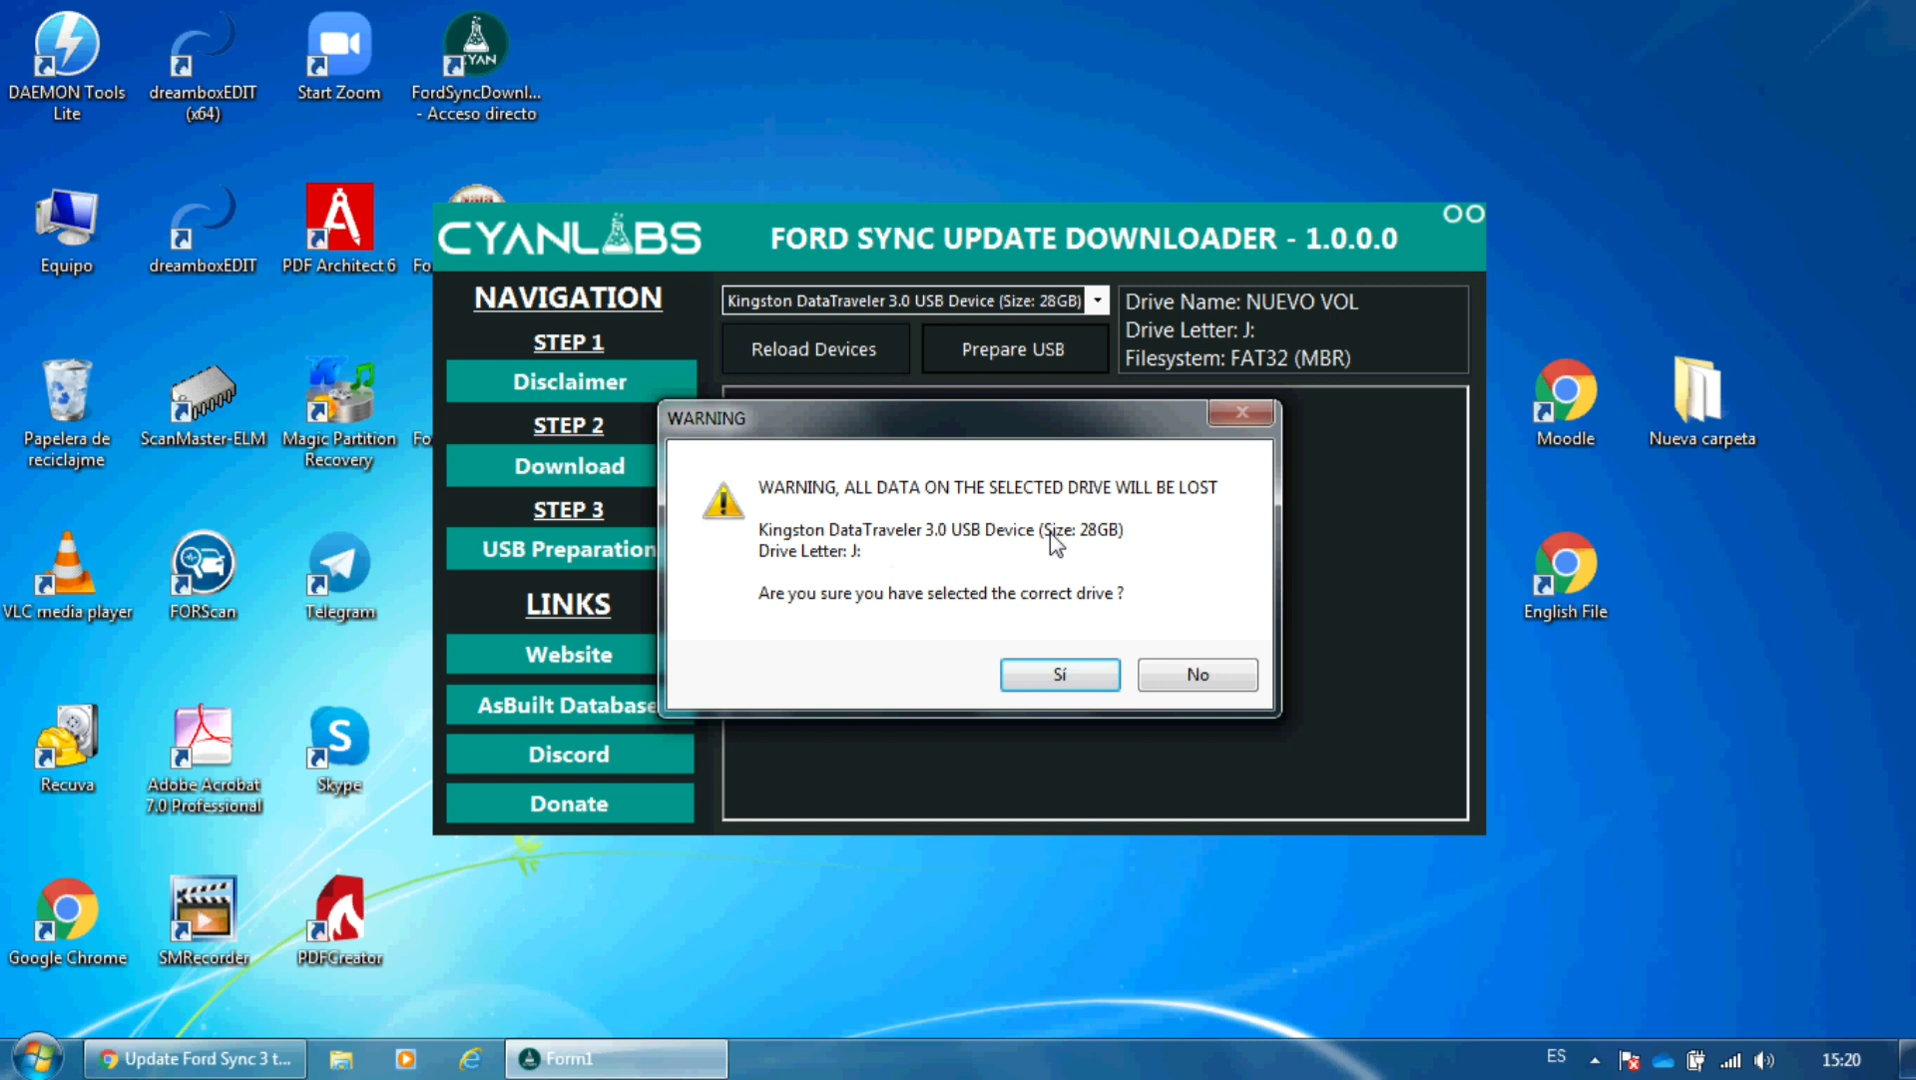 DAEMON Tools
Lite
dreamboxEDIT
(x64)
Start Zoom
CYAN
FordSyncDownl...
- Acceso directo
Equipo
dreamboxEDIT
PDF Architect 6
Fo
Papelera de
reciclajme
ScanMaster-ELM
Magic Partition
Recovery
Fo
VLC media player
FORScan
Telegram
Recuva
Adobe Acrobat
7.0 Professional
Skype
Google Chrome
SMRecorder
PDFCreator
Moodle
Nueva carpeta
English File
CYANLABS
FORD SYNC UPDATE DOWNLOADER - 1.0.0.0
NAVIGATION
STEP 1
Disclaimer
STEP 2
Download
STEP 3
USB Preparation
LINKS
Website
AsBuilt Database
Discord
Donate
Kingston DataTraveler 3.0 USB Device (Size: 28GB)
Reload Devices
Prepare USB
Drive Name: NUEVO VOL
Drive Letter: J:
Filesystem: FAT32 (MBR)
WARNING
WARNING, ALL DATA ON THE SELECTED DRIVE WILL BE LOST
Kingston DataTraveler 3.0 USB Device (Size: 28GB)
Drive Letter: J:
Are you sure you have selected the correct drive ?
Sí
No
Update Ford Sync 3 t...
Form1
ES
15:20